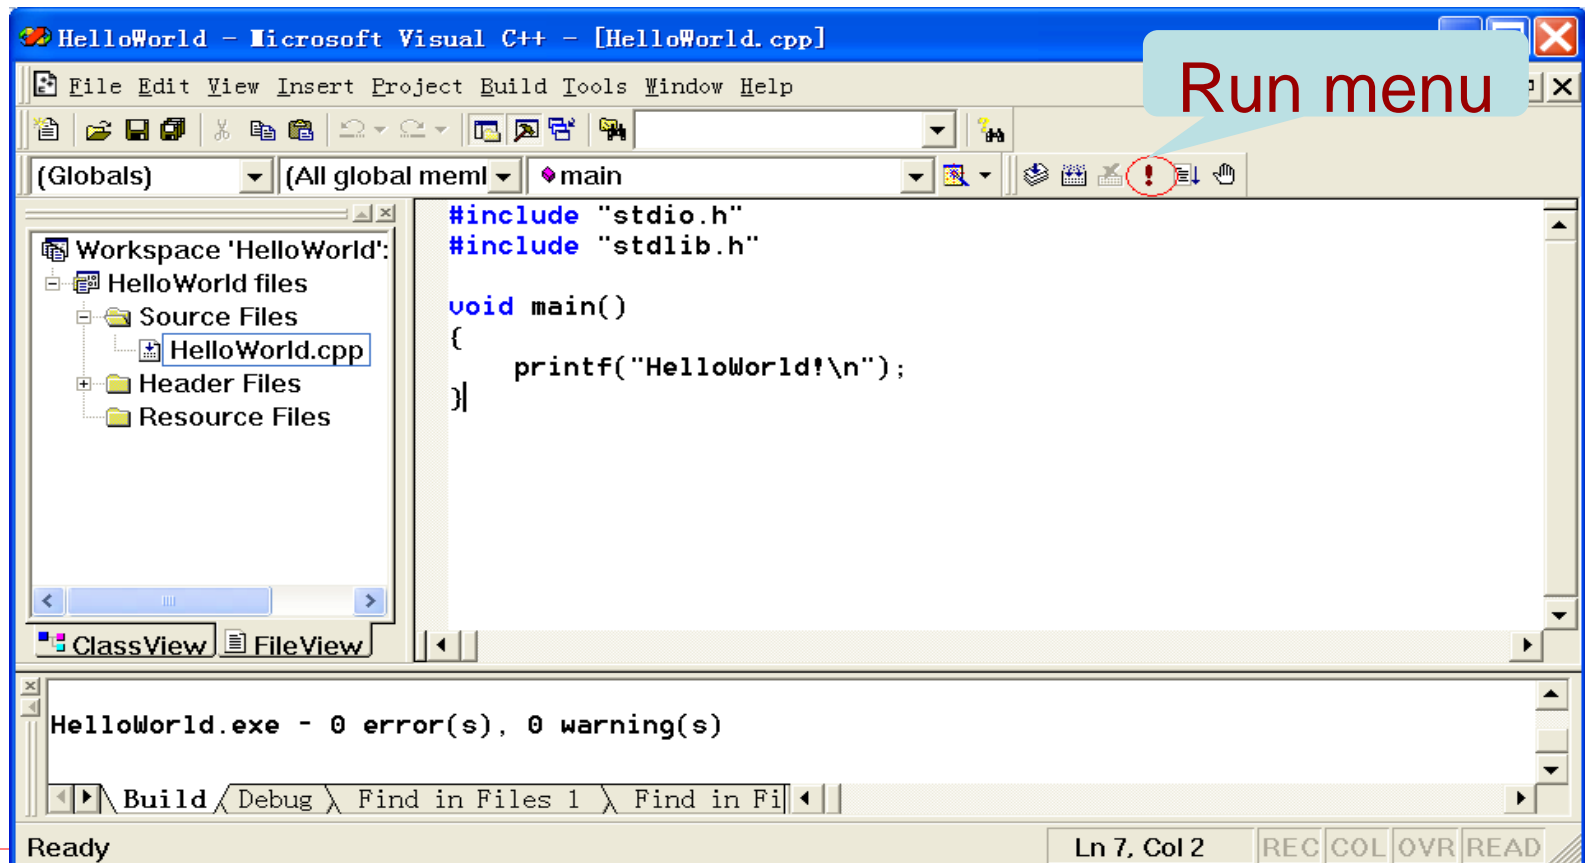 HelloWorld - Microsoft Visual C++ - [HelloWorld.cpp]
Run menu
File Edit View Insert Project Build Tools Window Help
(Globals) (All global meml main
Workspace 'HelloWorld':
HelloWorld files
Source Files
HelloWorld.cpp
Header Files
Resource Files
ClassView FileView
#include "stdio.h"
#include "stdlib.h"
void main()
{
printf("HelloWorld!\n");
}
HelloWorld.exe - 0 error(s), 0 warning(s)
Build Debug Find in Files 1 Find in Fi
Ready Ln 7, Col 2 REC COL OVR READ